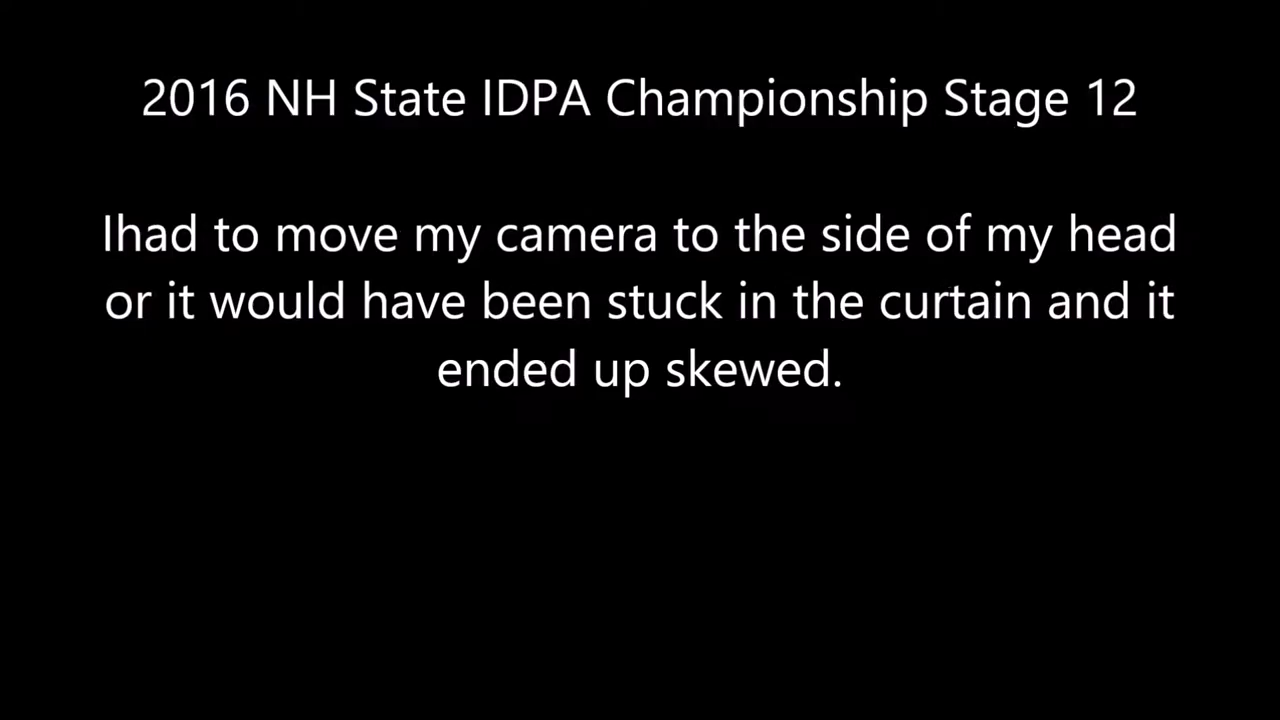 2016 NH State IDPA Championship Stage 12
Ihad to move my camera to the side of my head
or it would have been stuck in the curtain and it
ended up skewed.